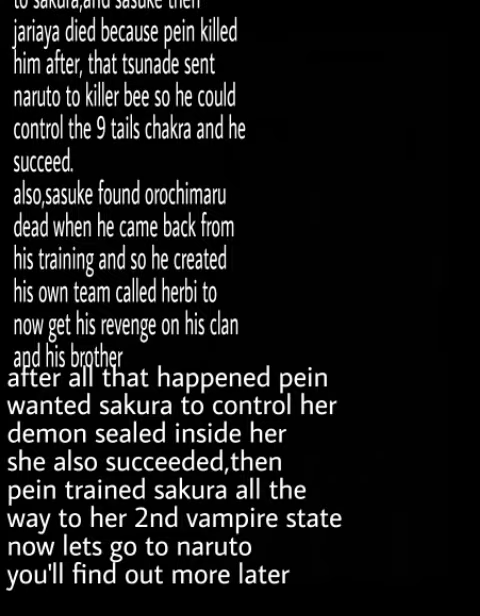 to sakura,and sasuke then
jariaya died because pein killed
him after, that tsunade sent
naruto to killer bee so he could
control the 9 tails chakra and he
succeed.
also,sasuke found orochimaru
dead when he came back from
his training and so he created
his own team called herbi to
now get his revenge on his clan
and his brother
after all that happened pein
wanted sakura to control her
demon sealed inside her
she also succeeded,then
pein trained sakura all the
way to her 2nd vampire state
now lets go to naruto
you'll find out more later